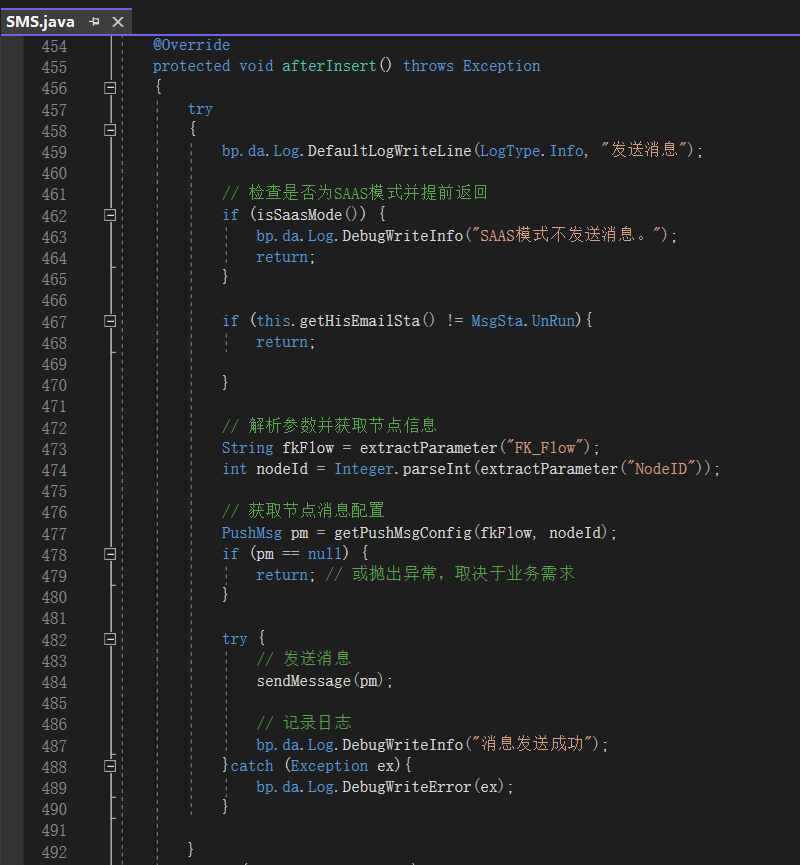 SMS.java
454 @Override
455 protected void afterInsert() throws Exception
456 {
457 try
458 {
459 bp.da.Log.DefaultLogWriteLine(LogType.Info, "发送消息");
460
461 // 检查是否为SAAS模式并提前返回
462 if (isSaasMode()) {
463 bp.da.Log.DebugWriteInfo("SAAS模式不发送消息。");
464 return;
465 }
466
467 if (this.getHisEmailSta() != MsgSta.UnRun){
468 return;
469
470 }
471
472 // 解析参数并获取节点信息
473 String fkFlow = extractParameter("FK_Flow");
474 int nodeId = Integer.parseInt(extractParameter("NodeID"));
475
476 // 获取节点消息配置
477 PushMsg pm = getPushMsgConfig(fkFlow, nodeId);
478 if (pm == null) {
479 return; // 或抛出异常，取决于业务需求
480 }
481
482 try {
483 // 发送消息
484 sendMessage(pm);
485
486 // 记录日志
487 bp.da.Log.DebugWriteInfo("消息发送成功");
488 }catch (Exception ex){
489 bp.da.Log.DebugWriteError(ex);
490 }
491
492 }